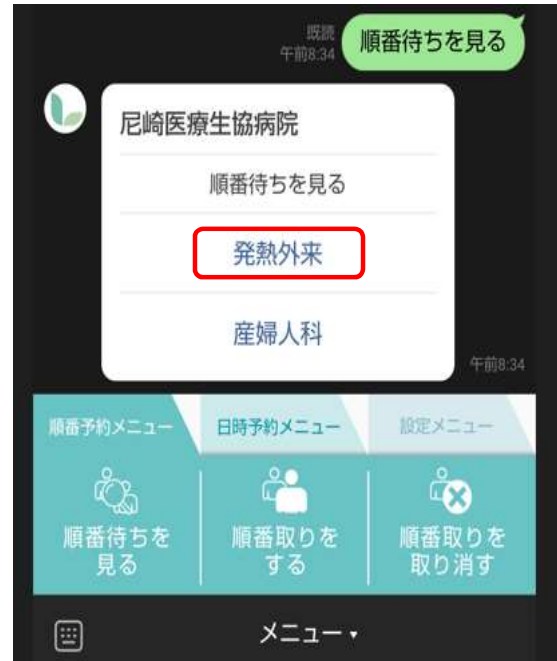 既読
午前8:34
順番待ちを見る
尼崎医療生協病院
順番待ちを見る
発熱外来
産婦人科
午前8:34
順番予約メニュー
日時予約メニュー
設定メニュー
順番待ちを
見る
順番取りを
する
順番取りを
取り消す
メニュー▼